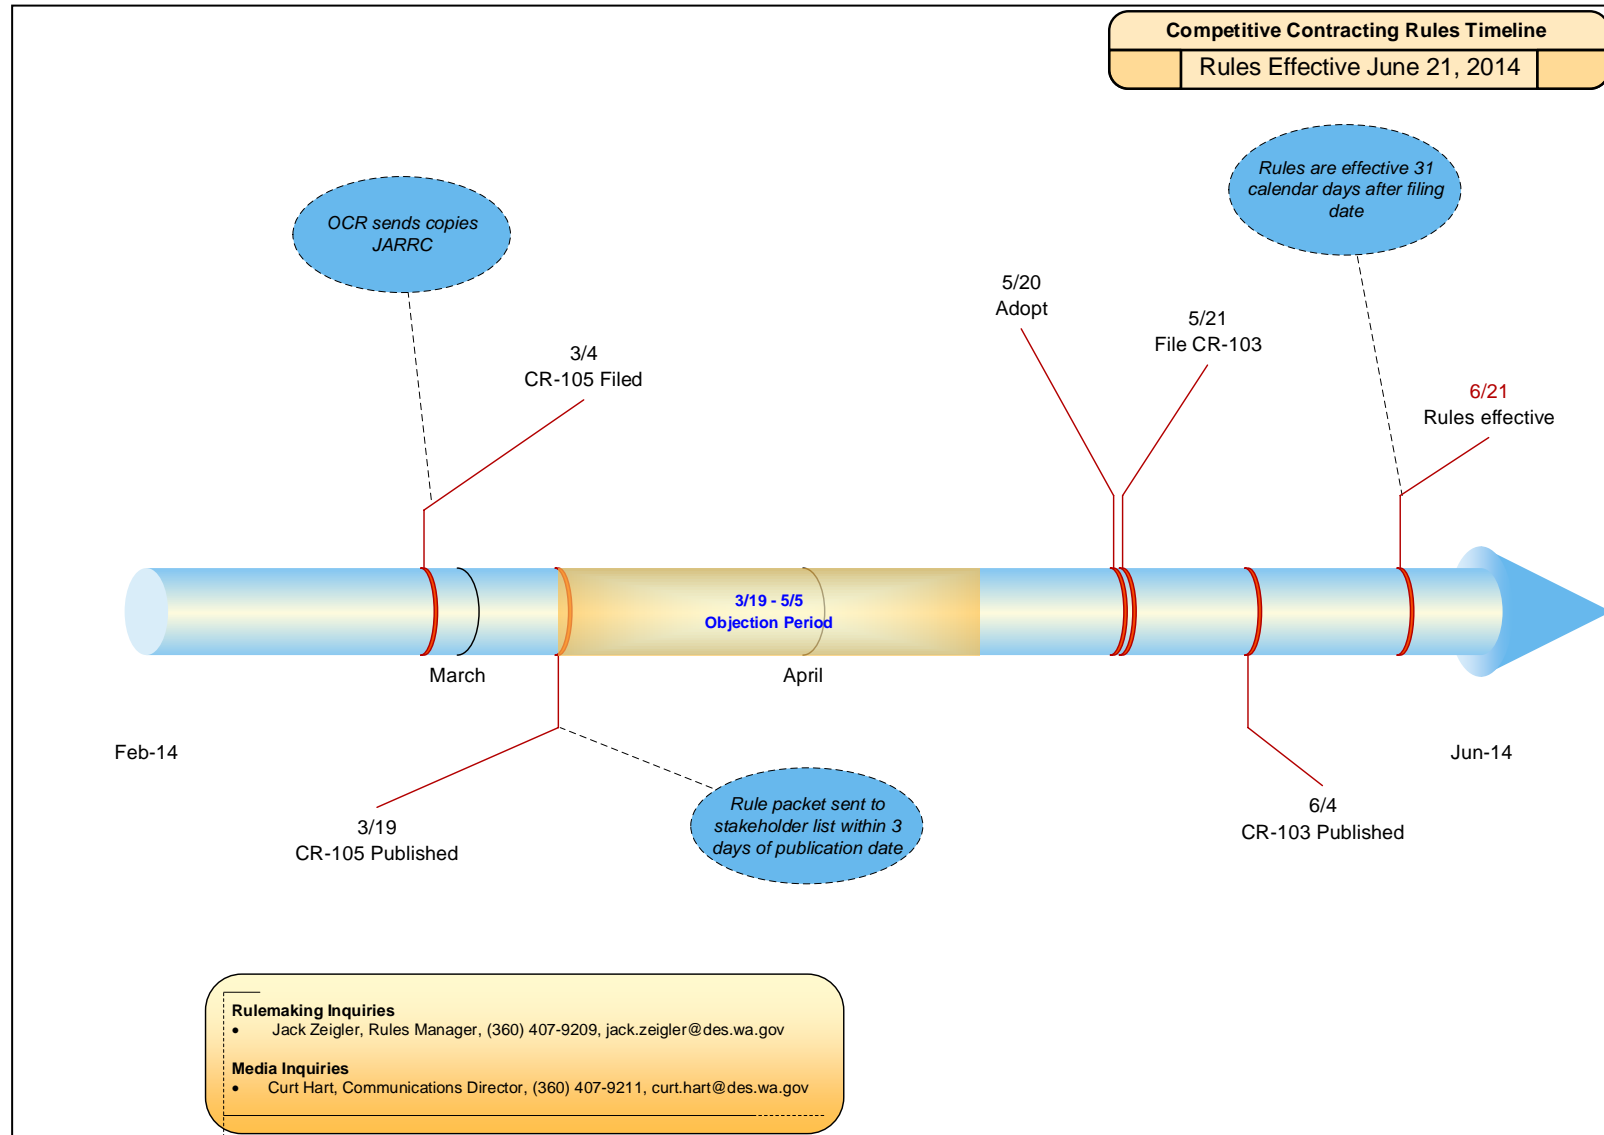 Competitive Contracting Rules Timeline
Rules Effective June 21, 2014
Rules are effective 31
calendar days after filing
date
OCR sends copies
JARRC
5/20
Adopt
5/21
File CR-103
3/4
CR-105 Filed
6/21
Rules effective
3/19 - 5/5
Objection Period
March
April
Feb-14
Jun-14
3/19
CR-105 Published
Rule packet sent to
stakeholder list within 3
days of publication date
6/4
CR-103 Published
Rulemaking Inquiries
• Jack Zeigler, Rules Manager, (360) 407-9209, jack.zeigler@des.wa.gov
Media Inquiries
• Curt Hart, Communications Director, (360) 407-9211, curt.hart@des.wa.gov